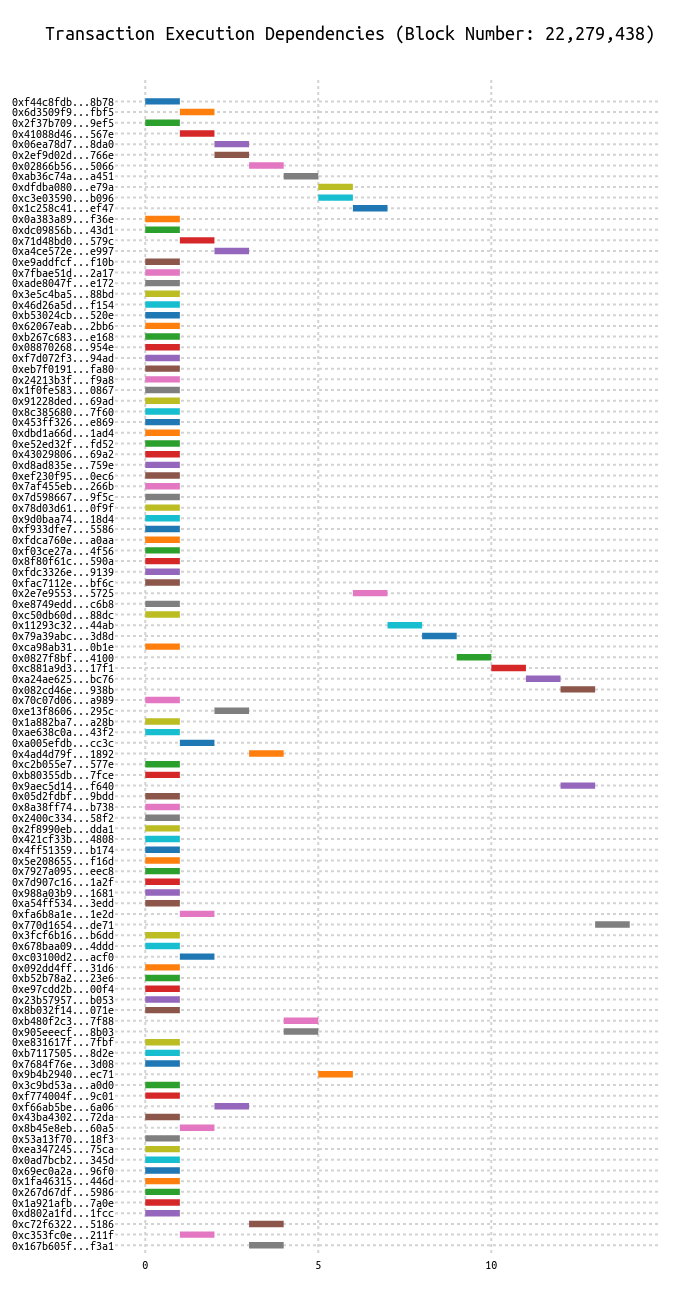 Transaction Execution Dependencies (Block Number: 22,279,438)
0xf44c8fdb...8b78
0x6d3509f9...fbf5
0x2f37b709...9ef5
0x41088d46...567e
0x06ea78d7...8da0
0x2ef9d02d...766e
0x02866b56...5066
0xab36c74a...a451
0xdfdba080...e79a
0xc3e03590...b096
0x1c258c41...ef47
0x0a383a89...f36e
0xdc09856b...43d1
0x71d48bd0...579c
0xa4ce572e...e997
0xe9addfcf...f10b
0x7fbae51d...2a17
0xade8047f...e172
0x3e5c4ba5...88bd
0x46d26a5d...f154
0xb53024cb...520e
0x62067eab...2bb6
0xb267c683...e168
0x08870268...954e
0xf7d072f3...94ad
0xeb7f0191...fa80
0x24213b3f...f9a8
0x1f0fe583...0867
0x91228ded...69ad
0x8c385680...7f60
0x453ff326...e869
0xdbd1a66d...1ad4
0xe52ed32f...fd52
0x43029806...69a2
0xd8ad835e...759e
0xef230f95...0ec6
0x7af455eb...266b
0x7d598667...9f5c
0x78d03d61...0f9f
0x9d0baa74...18d4
0xf933dfe7...5586
0xfdca760e...a0aa
0xf03ce27a...4f56
0x8f80f61c...590a
0xfdc3326e...9139
0xfac7112e...bf6c
0x2e7e9553...5725
0xe8749edd...c6b8
0xc50db60d...88dc
0x11293c32...44ab
0x79a39abc...3d8d
0xca98ab31...0b1e
0x0827f8bf...4100
0xc881a9d3...17f1
0xa24ae625...bc76
0x082cd46e...938b
0x70c07d06...a989
0xe13f8606...295c
0x1a882ba7...a28b
0xae638c0a...43f2
0xa005efdb...cc3c
0x4ad4d79f...1892
0xc2b055e7...577e
0xb80355db...7fce
0x9aec5d14...f640
0x05d2fdbf...9bdd
0x8a38ff74...b738
0x2400c334...58f2
0x2f8990eb...dda1
0x421cf33b...4808
0x4ff51359...b174
0x5e208655...f16d
0x7927a095...eec8
0x7d907c16...1a2f
0x988a03b9...1681
0xa54ff534...3edd
0xfa6b8a1e...1e2d
0x770d1654...de71
0x3fcf6b16...b6dd
0x678baa09...4ddd
0xc03100d2...acf0
0x092dd4ff...31d6
0xb52b78a2...23e6
0xe97cdd2b...00f4
0x23b57957...b053
0x8b032f14...071e
0xb480f2c3...7f88
0x905eeecf...8b03
0xe831617f...7fbf
0xb7117505...8d2e
0x7684f76e...3d08
0x9b4b2940...ec71
0x3c9bd53a...a0d0
0xf774004f...9c01
0xf66ab5be...6a06
0x43ba4302...72da
0x8b45e8eb...60a5
0x53a13f70...18f3
0xea347245...75ca
0x0ad7bcb2...345d
0x69ec0a2a...96f0
0x1fa46315...446d
0x267d67df...5986
0x1a921afb...7a0e
0xd802a1fd...1fcc
0xc72f6322...5186
0xc353fc0e...211f
0x167b605f...f3a1
0 5 10